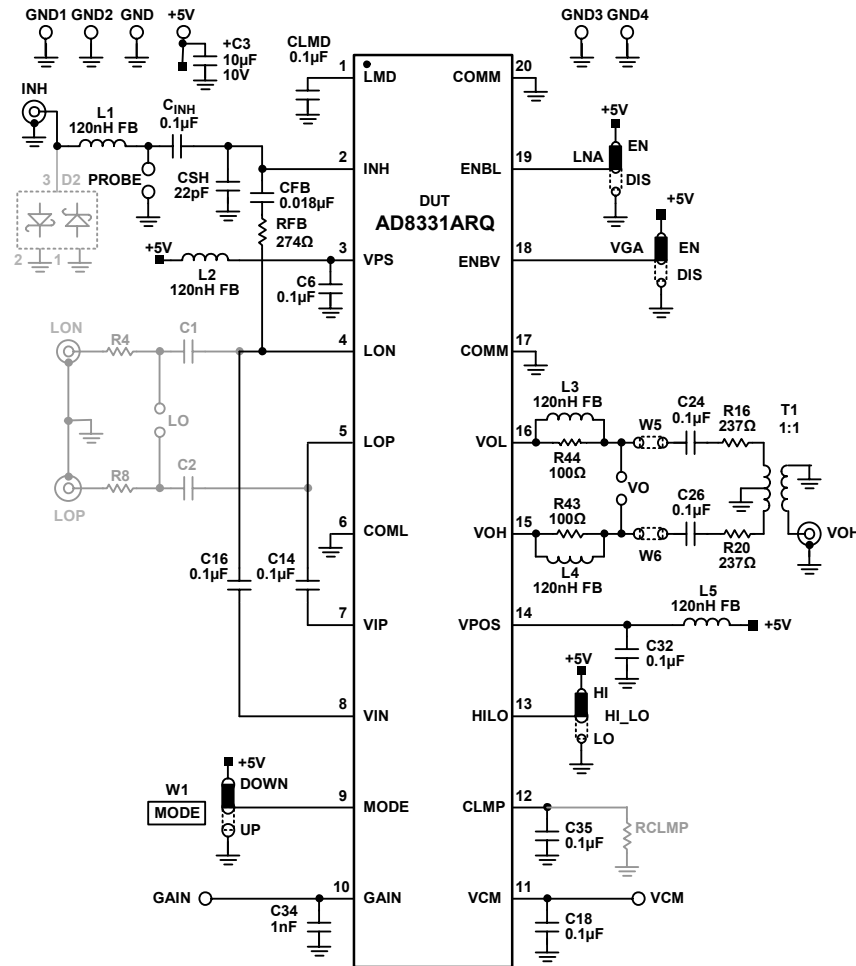 GND1 GND2 GND +5V
GND3 GND4
+C3
10µF
10V
CLMD
0.1µF
1
LMD
COMM
20
INH
L1
120nH FB
CINH
0.1µF
+5V
EN
2
INH
ENBL
19
LNA
DIS
3 D2
PROBE
CSH
22pF
CFB
0.018µF
DUT
AD8331ARQ
RFB
274Ω
+5V
2 1
+5V
L2
120nH FB
3
VPS
ENBV
18
VGA
EN
DIS
C6
0.1µF
LON
R4
C1
4
LON
COMM
17
LO
L3
120nH FB
C24
0.1µF
R16
237Ω
T1
1:1
W5
5
LOP
VOL
16
R44
100Ω
VO
R8
C2
LOP
R43
100Ω
C26
0.1µF
6
COML
VOH
15
W6
R20
237Ω
VOH
L4
120nH FB
C16
0.1µF
C14
0.1µF
L5
120nH FB
7
VIP
VPOS
14
+5V
C32
0.1µF
+5V
HI
8
VIN
HILO
13
HI_LO
LO
+5V
DOWN
W1
MODE
UP
9
MODE
CLMP
12
C35
0.1µF
RCLMP
GAIN
10
GAIN
VCM
11
VCM
C34
1nF
C18
0.1µF